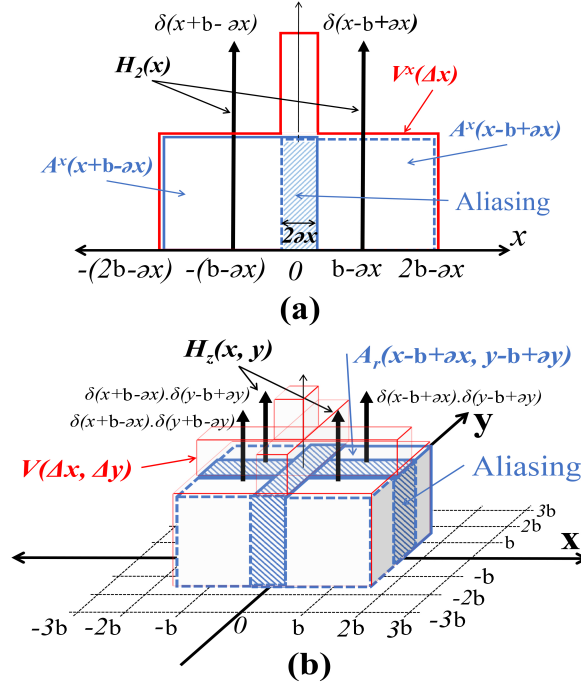 δ(x+b-∂x)
δ(x-b+∂x)
H₂(x)
Vˣ(Δx)
Aˣ(x+b-∂x)
Aˣ(x-b+∂x)
Aliasing
2∂x
x
-(2b-∂x)
-(b-∂x)
0
b-∂x
2b-∂x
(a)
H_z(x, y)
A_r(x-b+∂x, y-b+∂y)
δ(x+b-∂x).δ(y-b+∂y)
δ(x-b+∂x).δ(y-b+∂y)
δ(x+b-∂x).δ(y+b-∂y)
y
V(Δx, Δy)
Aliasing
3b
2b
b
x
-b
-2b
-3b
-3b
-2b
-b
0
b
2b
3b
(b)